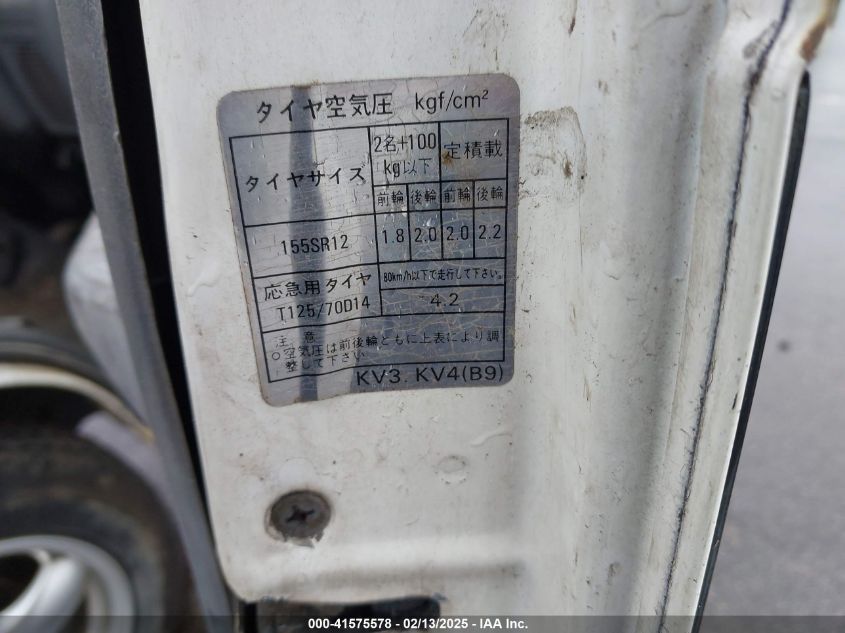 タイヤ空気圧 kgf/cm²
タイヤサイズ 2名+100kg以下 定積載
前輪 後輪 前輪 後輪
155SR12 1.8 2.0 2.0 2.2
応急用タイヤ 80km/h以下で走行して下さい。
T125/70D14 4.2
注意
○空気圧は前後輪ともに上表により調
整して下さい
KV3. KV4(B9)
000-41575578 - 02/13/2025 - IAA Inc.